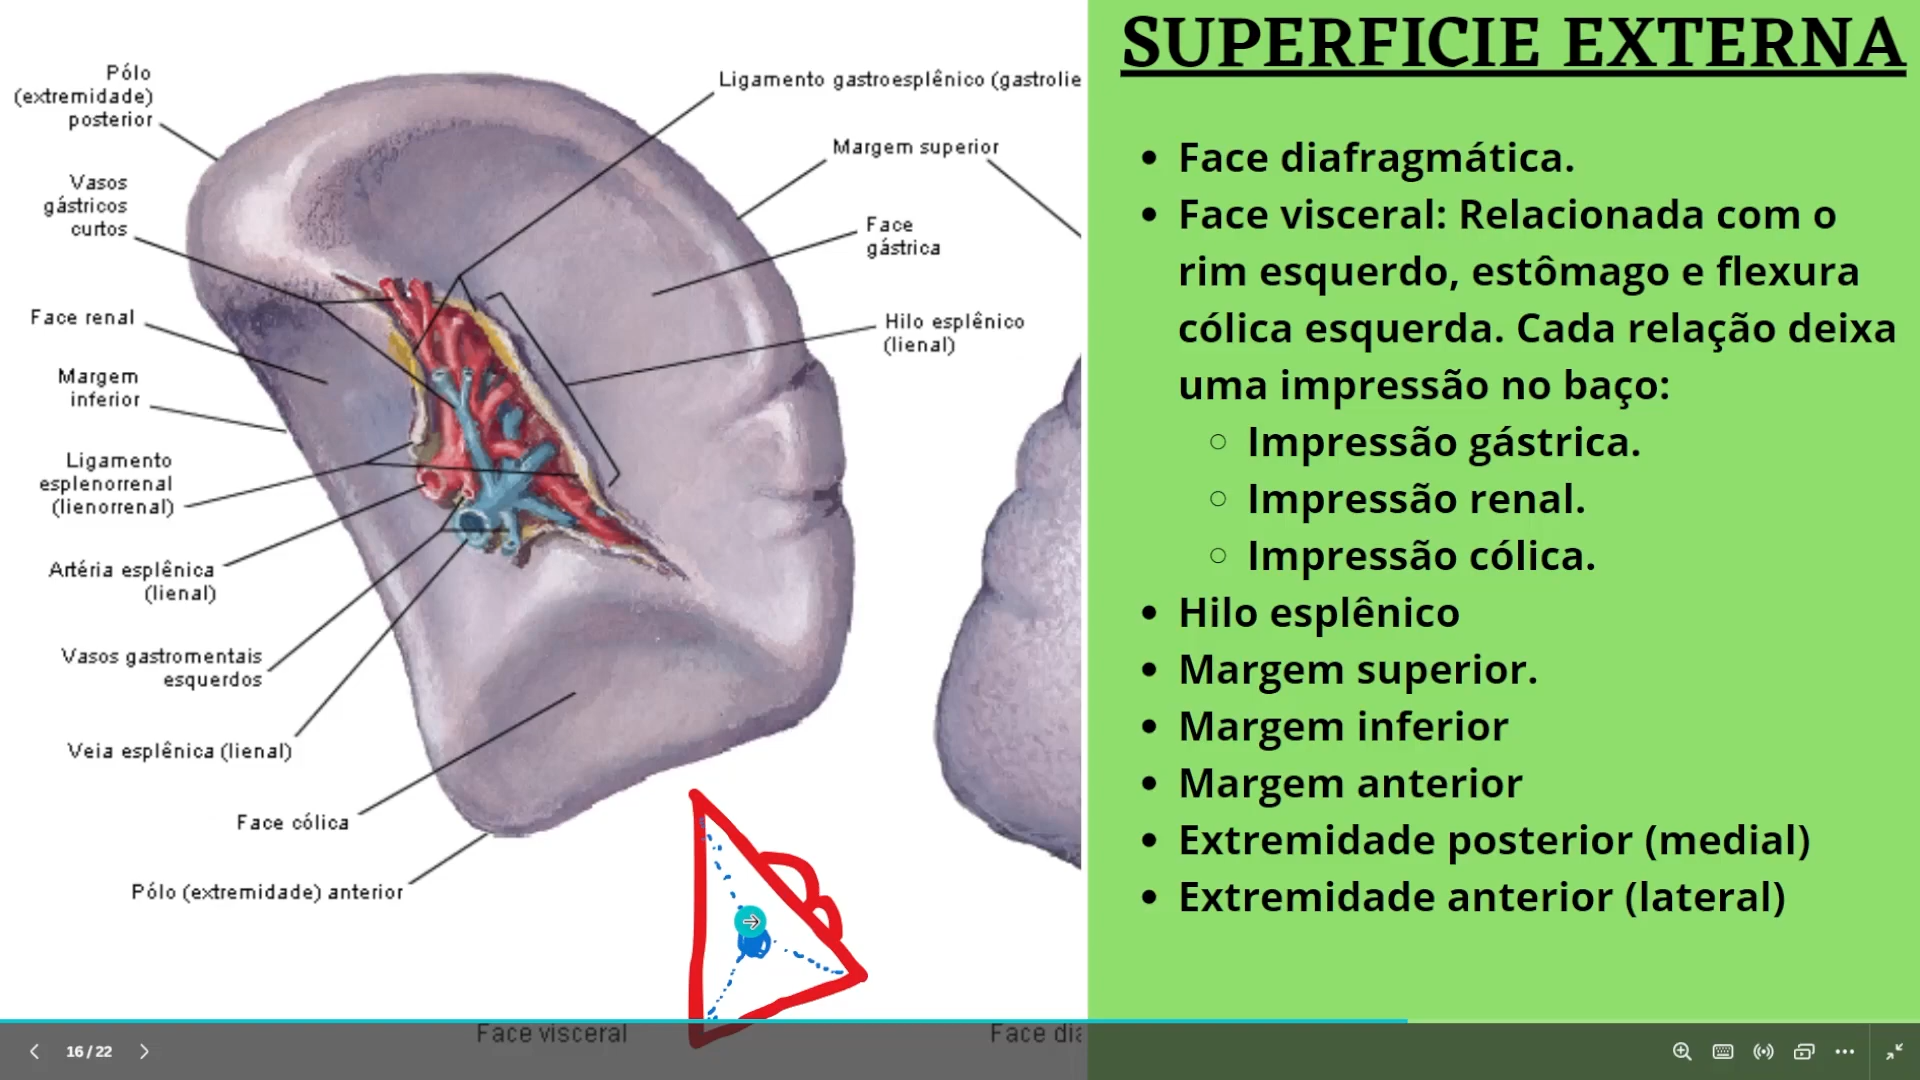 Pólo
(extremidade)
posterior
Vasos
gástricos
curtos
Face renal
Margem
inferior
Ligamento
esplenorrenal
(lienorrenal)
Artéria esplênica
(lienal)
Vasos gastromentais
esquerdos
Veia esplênica (lienal)
Face cólica
Pólo (extremidade) anterior
Ligamento gastroesplênico (gastrolie
Margem superior
Face
gástrica
Hilo esplênico
(lienal)
Face visceral
Face dia
SUPERFICIE EXTERNA
• Face diafragmática.
• Face visceral: Relacionada com o
rim esquerdo, estômago e flexura
cólica esquerda. Cada relação deixa
uma impressão no baço:
○ Impressão gástrica.
○ Impressão renal.
○ Impressão cólica.
• Hilo esplênico
• Margem superior.
• Margem inferior
• Margem anterior
• Extremidade posterior (medial)
• Extremidade anterior (lateral)
16 / 22